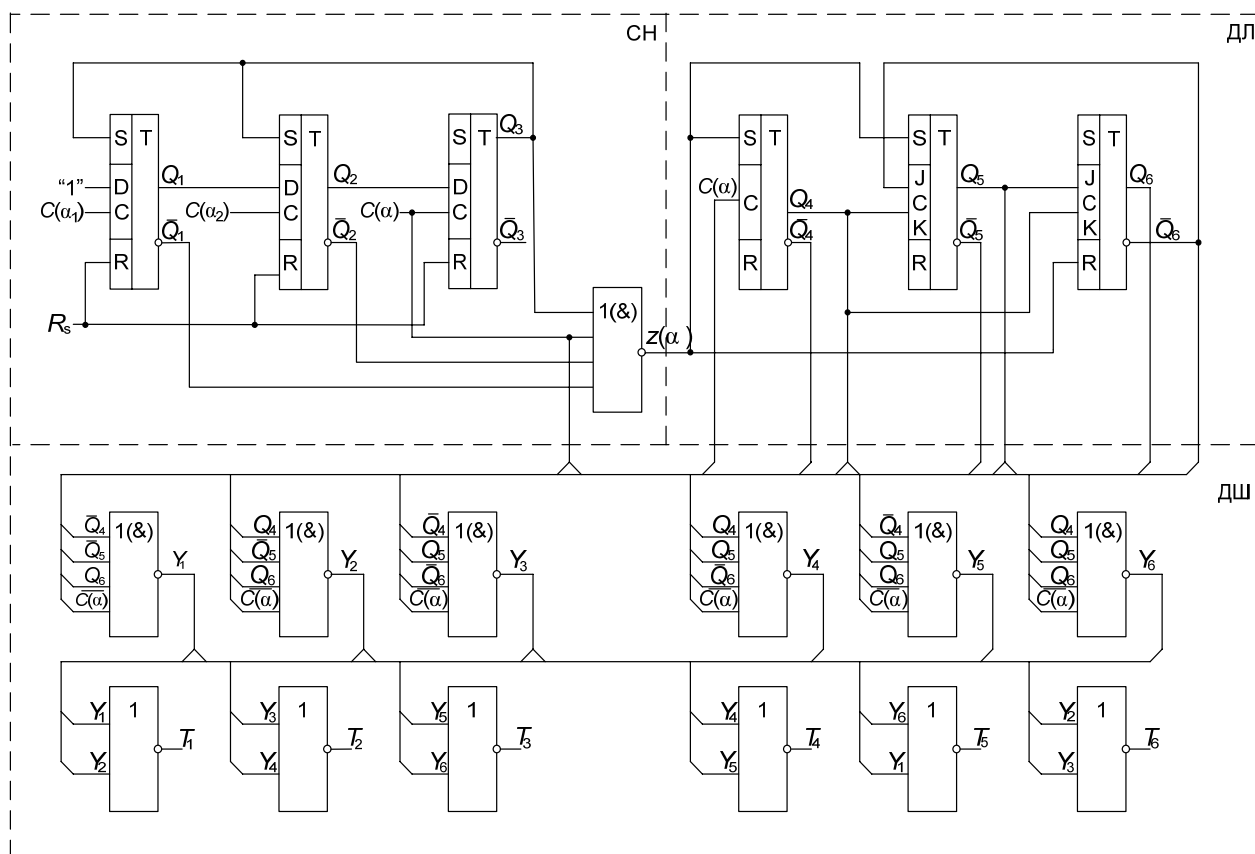 СН
ДЛ
S T
S T
S T
Q₃
S T
S T
S T
"1" D Q₁
D Q₂
D
C(α)
J Q₅
J Q₆
C(α₁) C
C(α₂) C
C(α) C
C
Q₄
C
C
Q̅₁
Q̅₂
Q̅₃
Q̅₄
K Q̅₅
K Q̅₆
R
R
R
R
R
R
Rₛ
1(&)
z(α)
ДШ
Q̅₄ 1(&)
Q̅₅
Q₆
C̅(α)
Y₁
Q₄ 1(&)
Q̅₅
Q₆
C̅(α)
Y₂
Q̅₄ 1(&)
Q₅
Q̅₆
C̅(α)
Y₃
Q₄ 1(&)
Q₅
Q̅₆
C̅(α)
Y₄
Q̅₄ 1(&)
Q₅
Q₆
C̅(α)
Y₅
Q₄ 1(&)
Q₅
Q₆
C̅(α)
Y₆
Y₁ 1
Y₂
T₁
Y₃ 1
Y₄
T₂
Y₅ 1
Y₆
T₃
Y₄ 1
Y₅
T₄
Y₆ 1
Y₁
T₅
Y₂ 1
Y₃
T₆